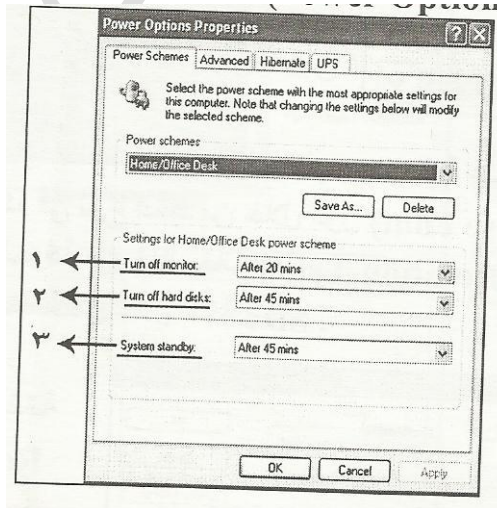 Power Options Properties
Power Schemes Advanced Hibernate UPS
Select the power scheme with the most appropriate settings for
this computer. Note that changing the settings below will modify
the selected scheme.
Power schemes
Home/Office Desk
Save As... Delete
Settings for Home/Office Desk power scheme
۱ Turn off monitor: After 20 mins
۲ Turn off hard disks: After 45 mins
۳ System standby: After 45 mins
OK Cancel Apply